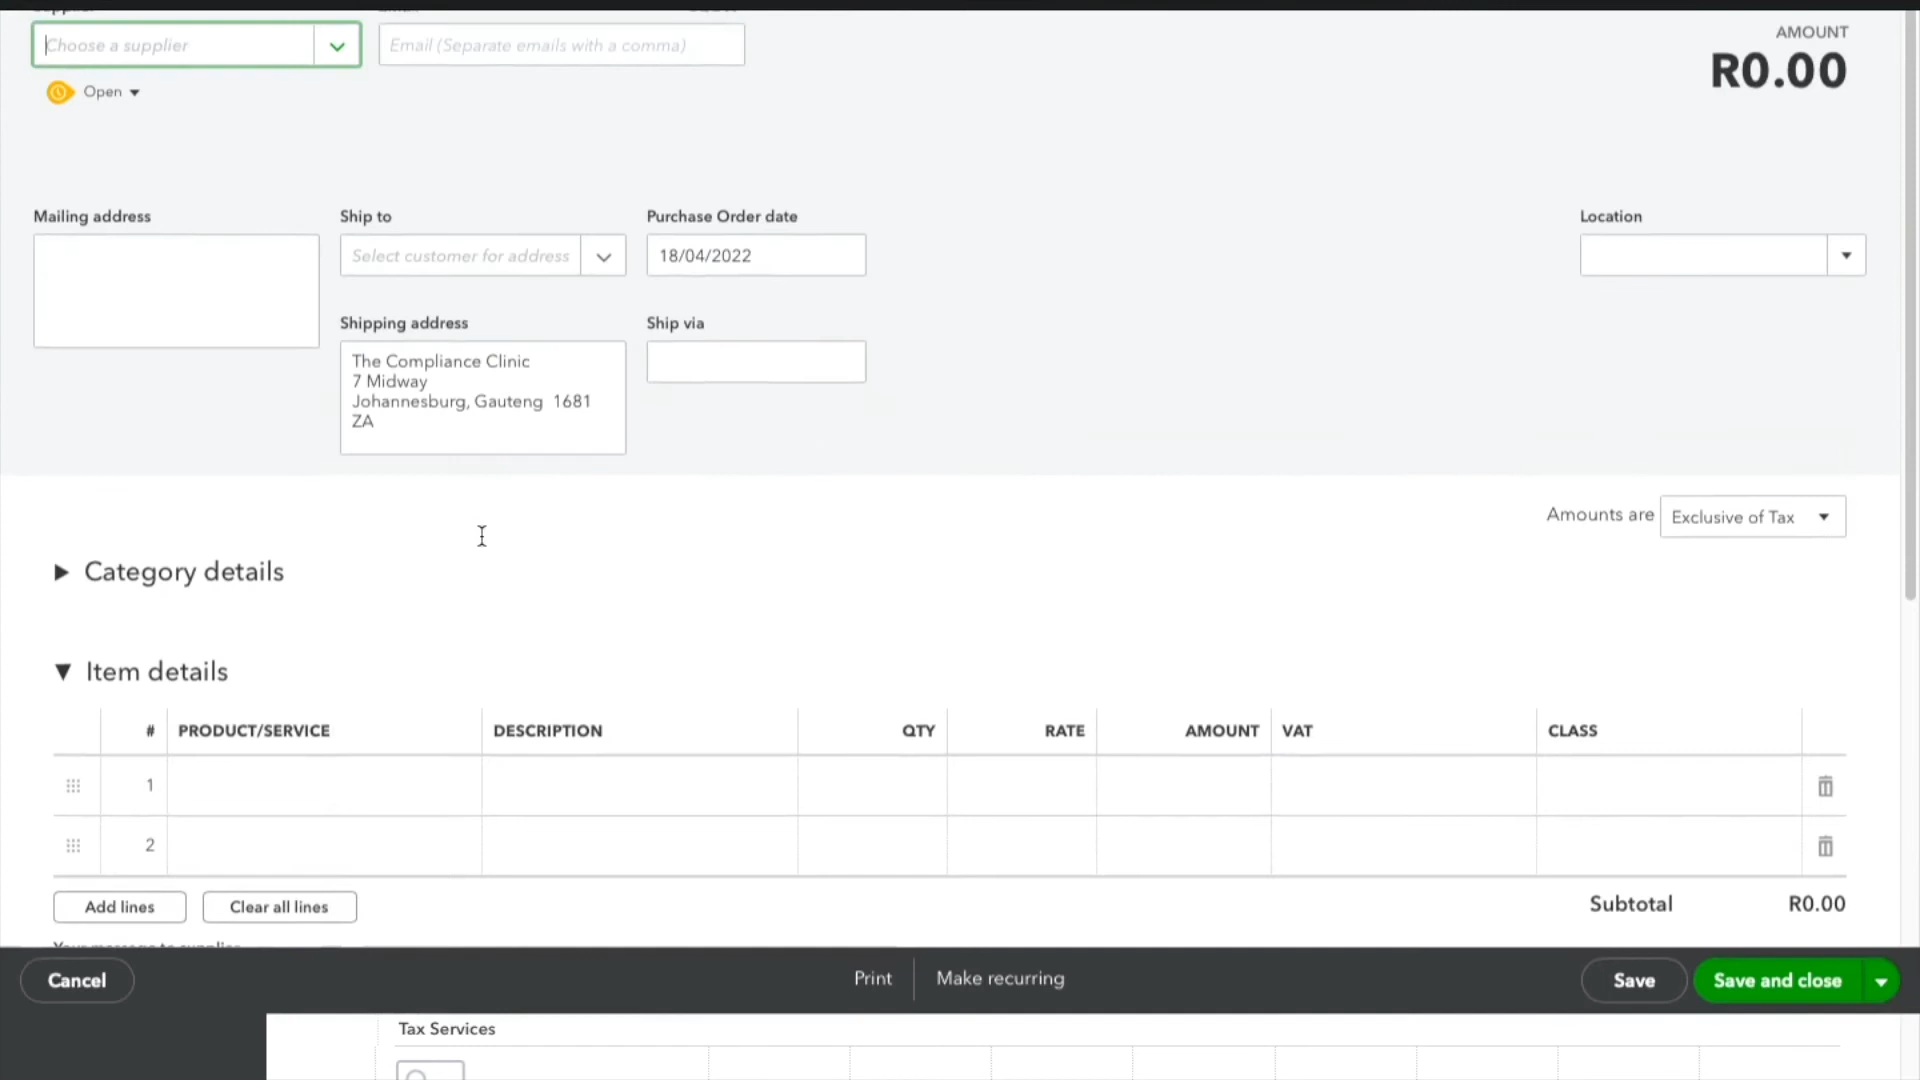 Choose a supplier
Email (Separate emails with a comma)
AMOUNT
R0.00
Open
Mailing address
Ship to
Purchase Order date
Location
Select customer for address
18/04/2022
Shipping address
Ship via
The Compliance Clinic
7 Midway
Johannesburg, Gauteng 1681
ZA
Amounts are
Exclusive of Tax
Category details
Item details
# PRODUCT/SERVICE DESCRIPTION QTY RATE AMOUNT VAT CLASS
1
2
Add lines
Clear all lines
Subtotal R0.00
Your message to supplier
Cancel
Print
Make recurring
Save
Save and close
Tax Services